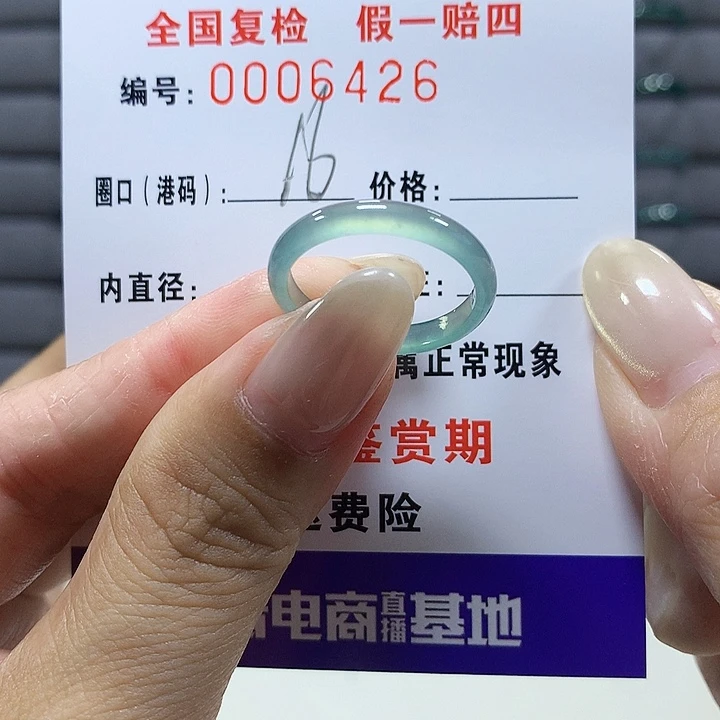 全国复检 假一赔四
编号: 0006426
圈口(港码): 16 价格:
内直径:
属正常现象
鉴赏期
费险
电商直播基地